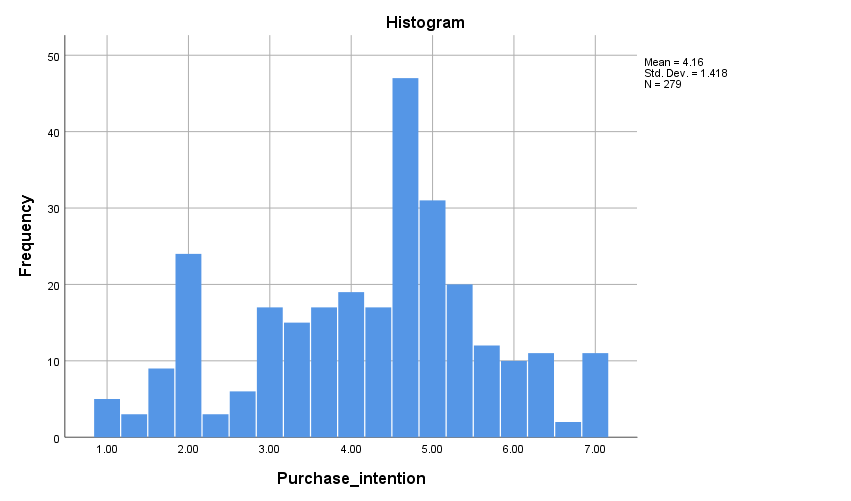 Histogram
50
40
30
20
10
0
Frequency
1.00 2.00 3.00 4.00 5.00 6.00 7.00
Purchase_intention
Mean = 4.16
Std. Dev. = 1.418
N = 279